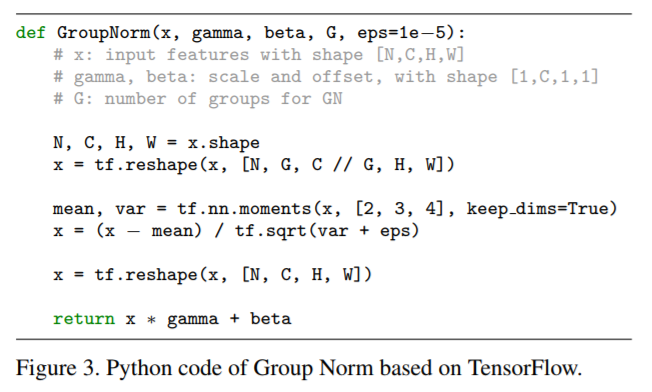 def GroupNorm(x, gamma, beta, G, eps=1e−5):
# x: input features with shape [N,C,H,W]
# gamma, beta: scale and offset, with shape [1,C,1,1]
# G: number of groups for GN
N, C, H, W = x.shape
x = tf.reshape(x, [N, G, C // G, H, W])
mean, var = tf.nn.moments(x, [2, 3, 4], keep_dims=True)
x = (x − mean) / tf.sqrt(var + eps)
x = tf.reshape(x, [N, C, H, W])
return x ∗ gamma + beta
Figure 3. Python code of Group Norm based on TensorFlow.